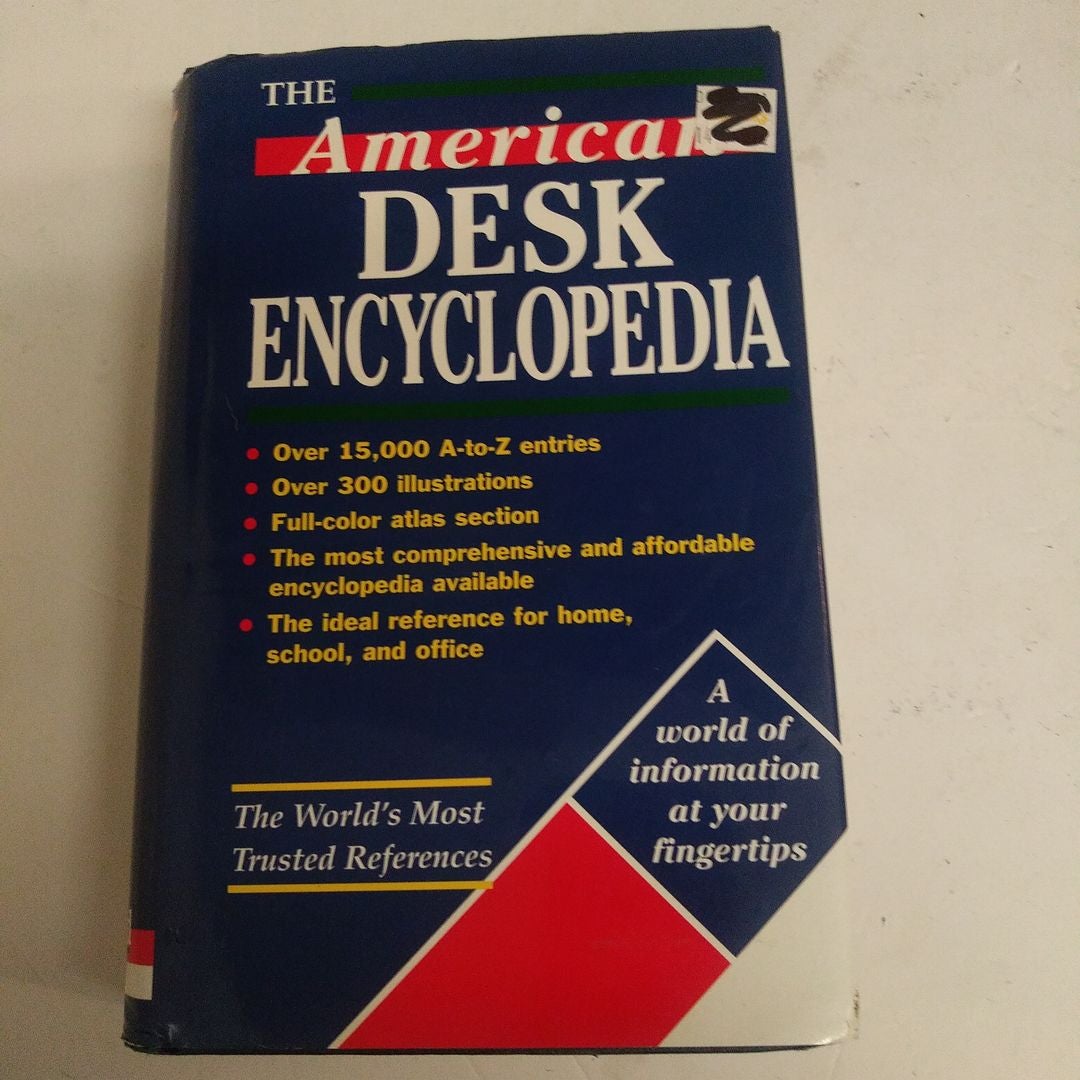 THE
American
DESK
ENCYCLOPEDIA
• Over 15,000 A-to-Z entries
• Over 300 illustrations
• Full-color atlas section
• The most comprehensive and affordable
encyclopedia available
• The ideal reference for home,
school, and office
A
world of
information
at your
fingertips
The World's Most
Trusted References